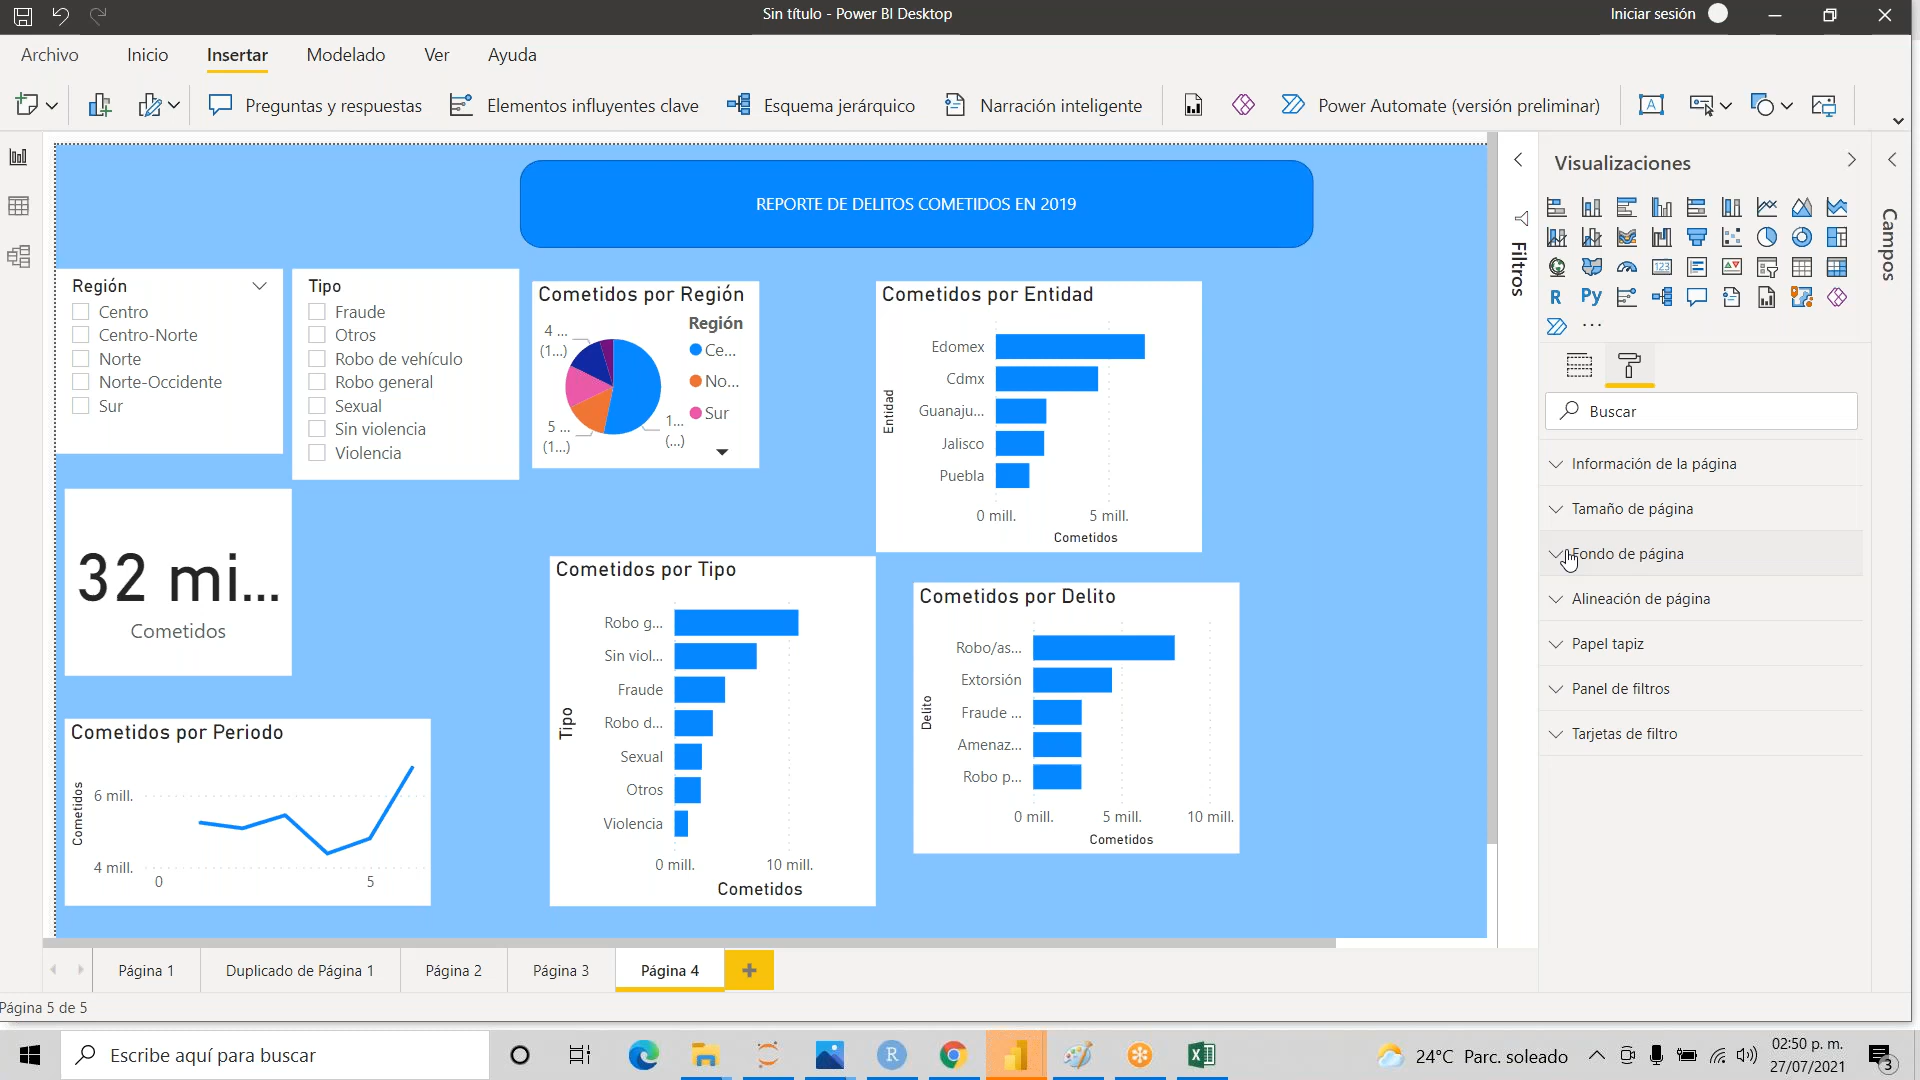 Sin título - Power BI Desktop
Iniciar sesión
Archivo Inicio Insertar Modelado Ver Ayuda
Preguntas y respuestas Elementos influyentes clave Esquema jerárquico Narración inteligente Power Automate (versión preliminar)
REPORTE DE DELITOS COMETIDOS EN 2019
Región
Centro
Centro-Norte
Norte
Norte-Occidente
Sur
Tipo
Fraude
Otros
Robo de vehículo
Robo general
Sexual
Sin violencia
Violencia
Cometidos por Región
Región
Ce...
No...
Sur
4 ...
(1...)
5 ...
(1...)
1...
(...)
Cometidos por Entidad
Entidad
Edomex
Cdmx
Guanaju...
Jalisco
Puebla
0 mill. 5 mill.
Cometidos
32 mi...
Cometidos
Cometidos por Tipo
Tipo
Robo g...
Sin viol...
Fraude
Robo d...
Sexual
Otros
Violencia
0 mill. 10 mill.
Cometidos
Cometidos por Delito
Delito
Robo/as...
Extorsión
Fraude ...
Amenaz...
Robo p...
0 mill. 5 mill. 10 mill.
Cometidos
Cometidos por Periodo
Cometidos
6 mill.
4 mill.
0 5
Filtros
Visualizaciones
R Py
Buscar
Información de la página
Tamaño de página
Fondo de página
Alineación de página
Papel tapiz
Panel de filtros
Tarjetas de filtro
Campos
Página 1 Duplicado de Página 1 Página 2 Página 3 Página 4
Página 5 de 5
Escribe aquí para buscar
24°C Parc. soleado
02:50 p. m.
27/07/2021
3